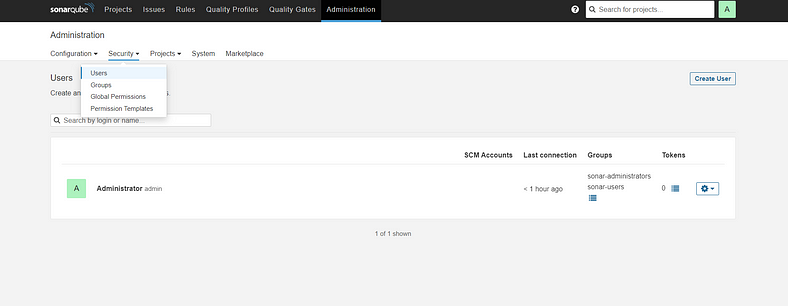 sonarqube Projects Issues Rules Quality Profiles Quality Gates Administration ? Search for projects... A
Administration
Configuration Security Projects System Marketplace
Users
Groups
Global Permissions
Permission Templates
Users Create User
Create an s.
Search by login or name...
SCM Accounts Last connection Groups Tokens
A Administrator admin < 1 hour ago sonar-administrators
sonar-users 0
1 of 1 shown